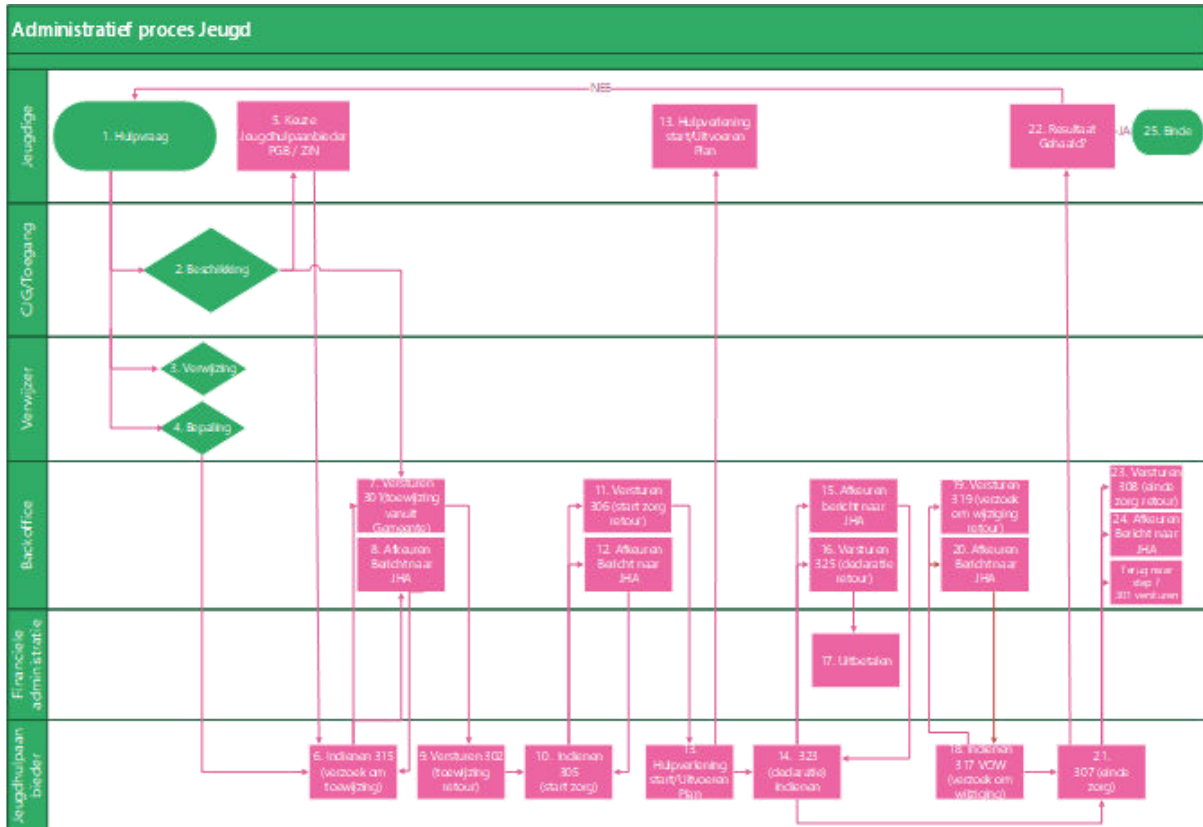 Administratief proces Jeugd
Jeugdige
1. Hulpvraag
5. Keuze
Jeugdhulpaanbieder
PGB / ZIN
NEE
13. Hulpverlening
start/Uitvoeren
Plan
22. Resultaat
Gehaald?
JA
25. Einde
CJG/Toegang
2. Beschikking
Verwijzer
3. Verwijzing
4. Bepaling
Backoffice
7. Versturen
301(toewijzing
vanuit
Gemeente)
8. Afkeuren
Bericht naar
JHA
11. Versturen
306 (start zorg
retour)
12. Afkeuren
Bericht naar
JHA
15. Afkeuren
bericht naar
JHA
16. Versturen
325 (declaratie
retour)
19. Versturen
319 (verzoek
om wijziging
retour)
20. Afkeuren
Bericht naar
JHA
23. Versturen
308 (einde
zorg retour)
24. Afkeuren
Bericht naar
JHA
Terug naar
stap 7
301 versturen
Financiele
administratie
17. Uitbetalen
Jeugdhulpaan
bieder
6. Indienen 315
(verzoek om
toewijzing)
9. Versturen 302
(toewijzing
retour)
10. Indienen
305
(start zorg)
13.
Hulpverlening
start/Uitvoeren
Plan
14. 323
(declaratie)
Indienen
18. Indienen
317 VOW
(verzoek om
wijziging)
21.
307 (einde
zorg)